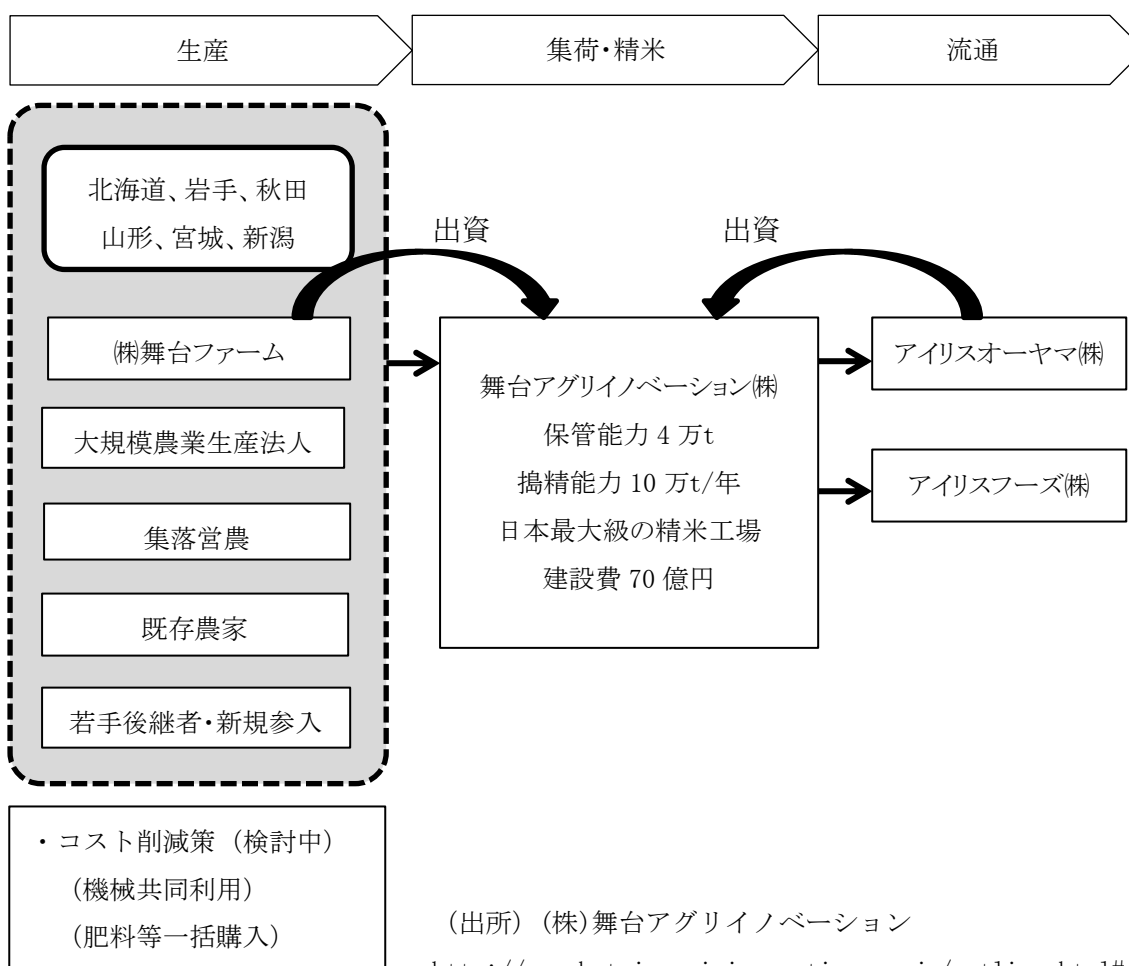 生産
集荷・精米
流通
北海道、岩手、秋田
山形、宮城、新潟
出資
出資
㈱舞台ファーム
大規模農業生産法人
集落営農
既存農家
若手後継者・新規参入
舞台アグリイノベーション㈱
保管能力 4 万t
搗精能力 10 万t/年
日本最大級の精米工場
建設費 70 億円
アイリスオーヤマ㈱
アイリスフーズ㈱
・コスト削減策（検討中）
（機械共同利用）
（肥料等一括購入）
（出所）（株）舞台アグリイノベーション